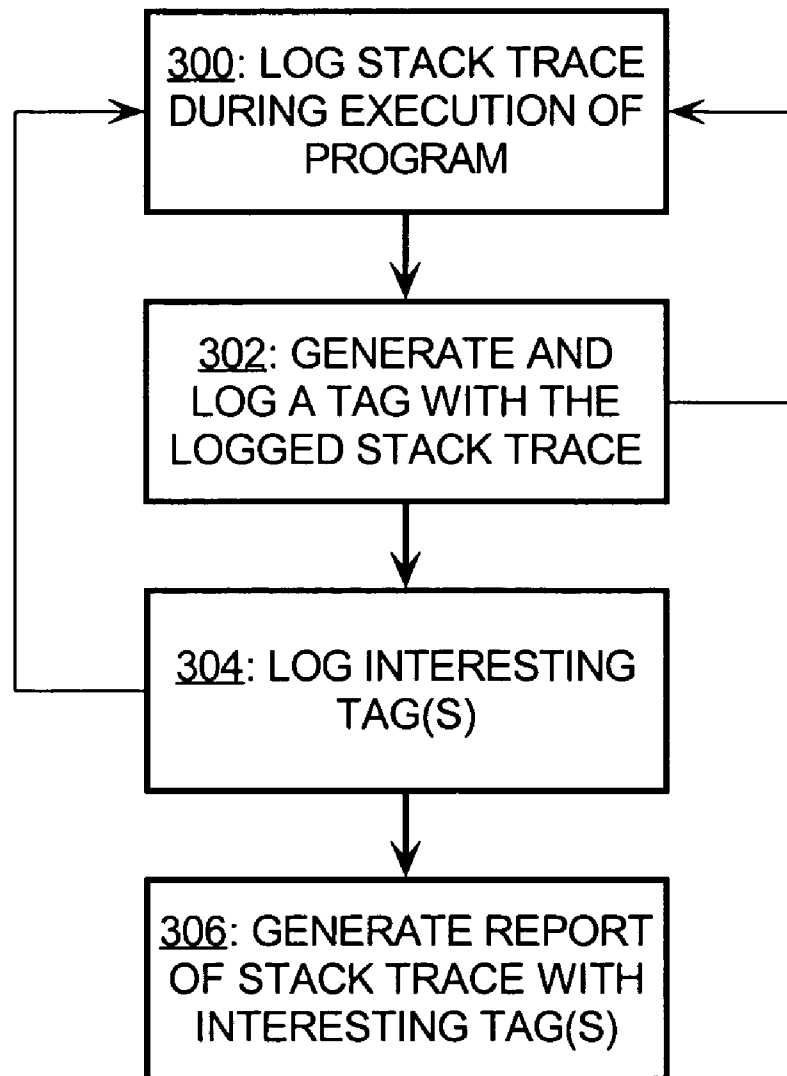 300: LOG STACK TRACE
DURING EXECUTION OF
PROGRAM
302: GENERATE AND
LOG A TAG WITH THE
LOGGED STACK TRACE
304: LOG INTERESTING
TAG(S)
306: GENERATE REPORT
OF STACK TRACE WITH
INTERESTING TAG(S)